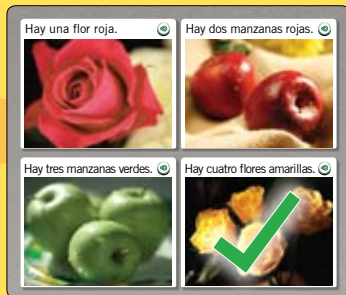 Hay una flor roja.
Hay dos manzanas rojas.
Hay tres manzanas verdes.
Hay cuatro flores amarillas.